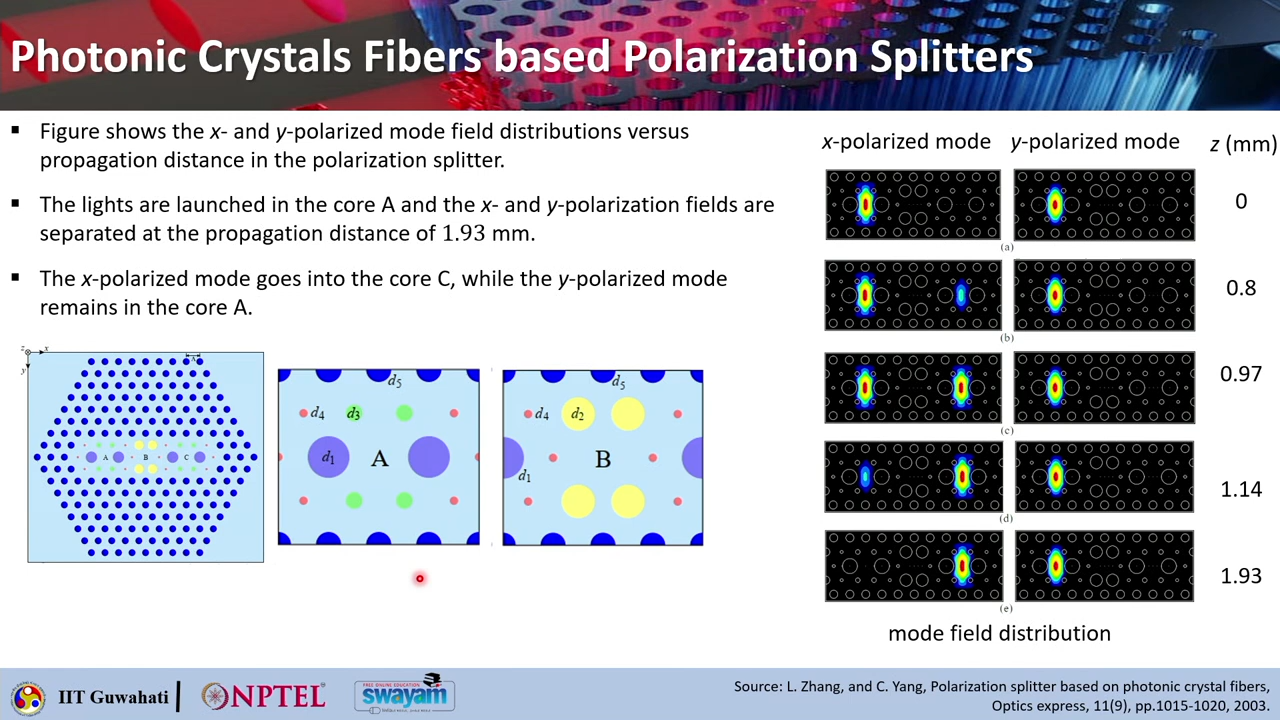 Photonic Crystals Fibers based Polarization Splitters
▪ Figure shows the x- and y-polarized mode field distributions versus
propagation distance in the polarization splitter.
▪ The lights are launched in the core A and the x- and y-polarization fields are
separated at the propagation distance of 1.93 mm.
▪ The x-polarized mode goes into the core C, while the y-polarized mode
remains in the core A.
z x
y
Λ
A B C
d5
d4 d3
d1 A
d5
d4 d2
B
d1
x-polarized mode y-polarized mode z (mm)
0
(a)
0.8
(b)
0.97
(c)
1.14
(d)
1.93
(e)
mode field distribution
IIT Guwahati
NPTEL
FREE ONLINE EDUCATION
swayam
Source: L. Zhang, and C. Yang, Polarization splitter based on photonic crystal fibers,
Optics express, 11(9), pp.1015-1020, 2003.